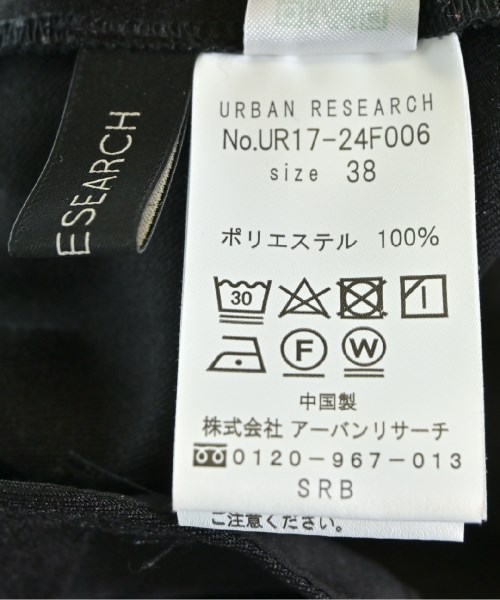 ESEARCH
URBAN RESEARCH
No.UR17-24F006
size 38
ポリエステル 100%
30
F W
中国製
株式会社 アーバンリサーチ
0120-967-013
SRB
ご注意ください。